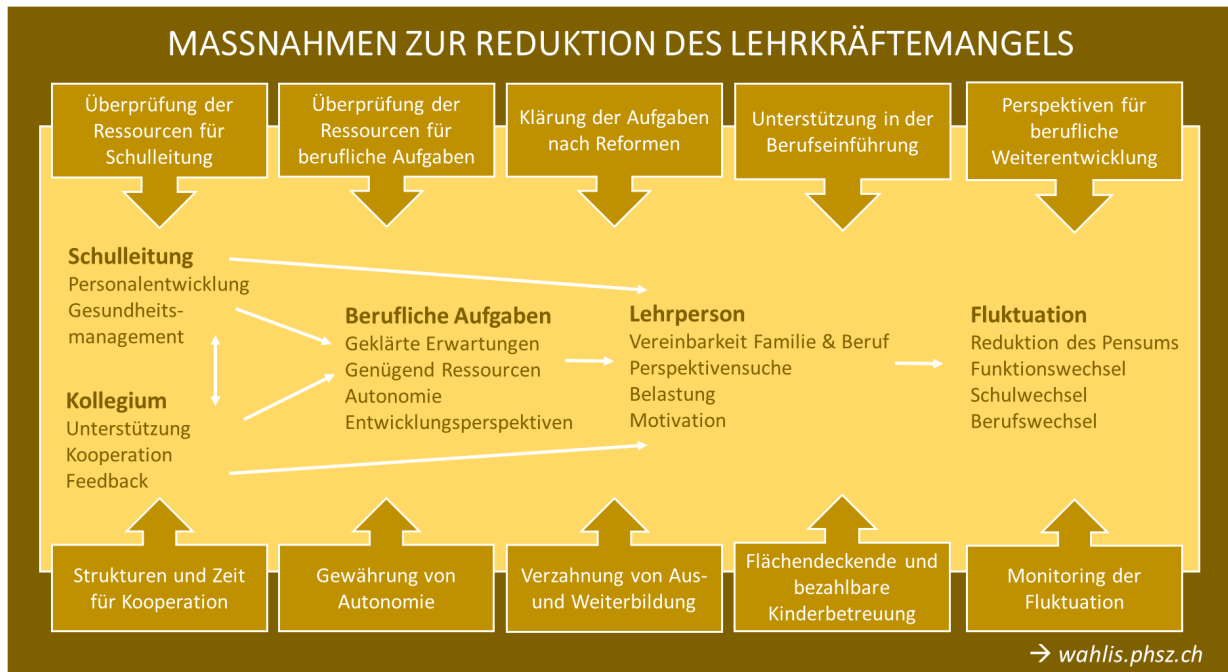 MASSNAHMEN ZUR REDUKTION DES LEHRKRÄFTEMANGELS
Überprüfung der
Ressourcen für
Schulleitung
Überprüfung der
Ressourcen für
berufliche Aufgaben
Klärung der Aufgaben
nach Reformen
Unterstützung in der
Berufseinführung
Perspektiven für
berufliche
Weiterentwicklung
Schulleitung
Personalentwicklung
Gesundheits-
management
Kollegium
Unterstützung
Kooperation
Feedback
Berufliche Aufgaben
Geklärte Erwartungen
Genügend Ressourcen
Autonomie
Entwicklungsperspektiven
Lehrperson
Vereinbarkeit Familie & Beruf
Perspektivensuche
Belastung
Motivation
Fluktuation
Reduktion des Pensums
Funktionswechsel
Schulwechsel
Berufswechsel
Strukturen und Zeit
für Kooperation
Gewährung von
Autonomie
Verzahnung von Aus-
und Weiterbildung
Flächendeckende und
bezahlbare
Kinderbetreuung
Monitoring der
Fluktuation
→ wahlis.phsz.ch